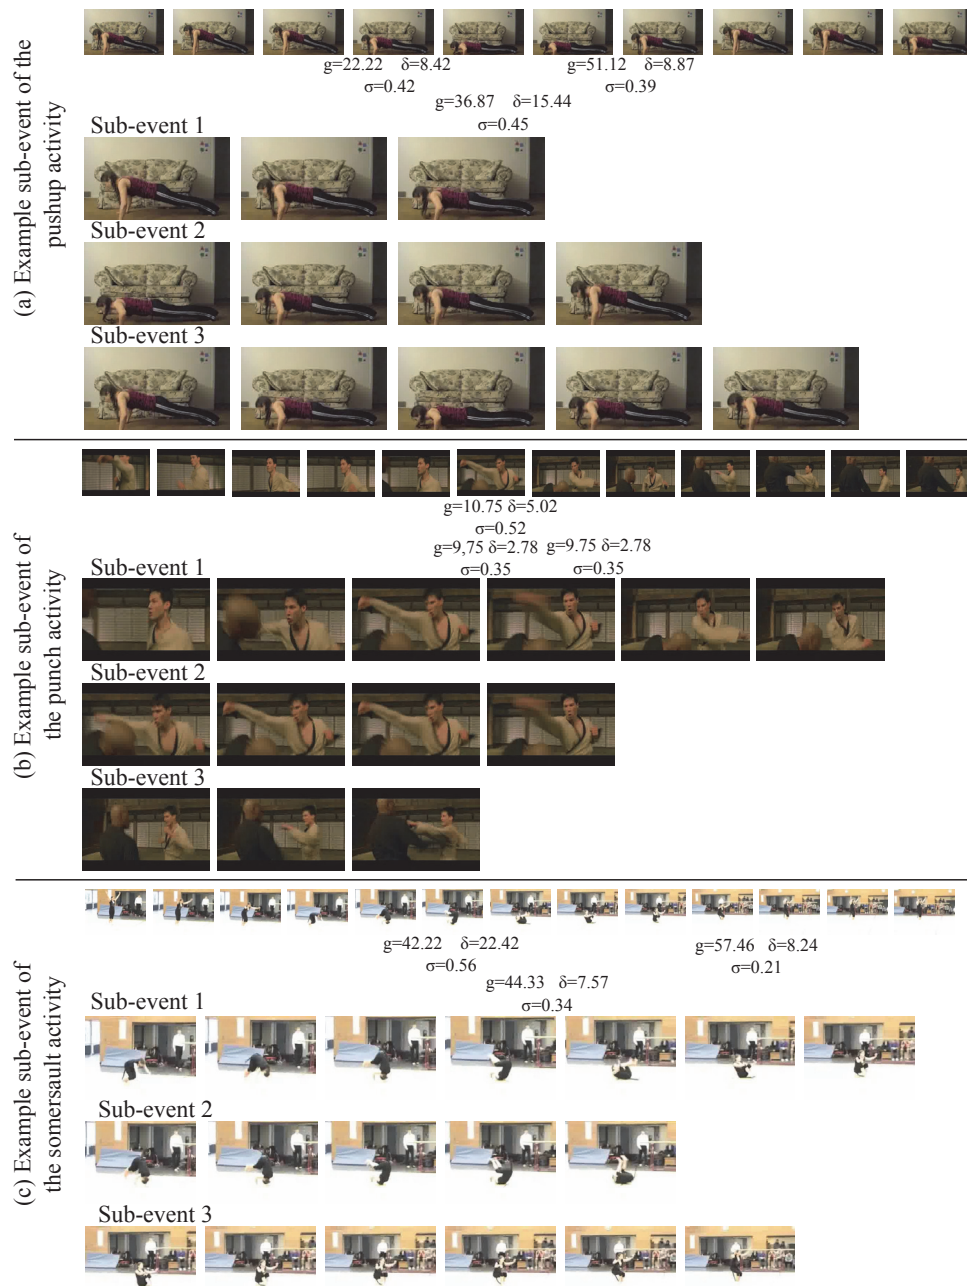 (a) Example sub-event of the
pushup activity
g=22.22 δ=8.42
σ=0.42
g=51.12 δ=8.87
σ=0.39
g=36.87 δ=15.44
σ=0.45
Sub-event 1
Sub-event 2
Sub-event 3
(b) Example sub-event of
the punch activity
g=10.75 δ=5.02
σ=0.52
g=9,75 δ=2.78
σ=0.35
g=9.75 δ=2.78
σ=0.35
Sub-event 1
Sub-event 2
Sub-event 3
(c) Example sub-event of
the somersault activity
g=42.22 δ=22.42
σ=0.56
g=57.46 δ=8.24
σ=0.21
g=44.33 δ=7.57
σ=0.34
Sub-event 1
Sub-event 2
Sub-event 3